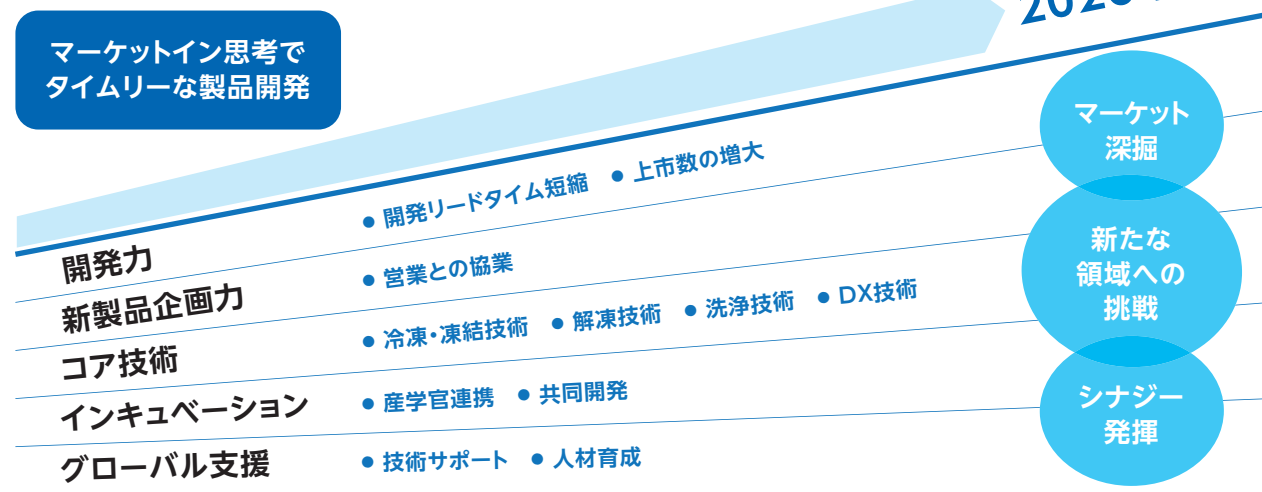 マーケットイン思考で
タイムリーな製品開発
開発力
● 開発リードタイム短縮 ● 上市数の増大
新製品企画力
● 営業との協業
コア技術
● 冷凍・凍結技術 ● 解凍技術 ● 洗浄技術 ● DX技術
インキュベーション
● 産学官連携 ● 共同開発
グローバル支援
● 技術サポート ● 人材育成
マーケット
深掘
新たな
領域への
挑戦
シナジー
発揮